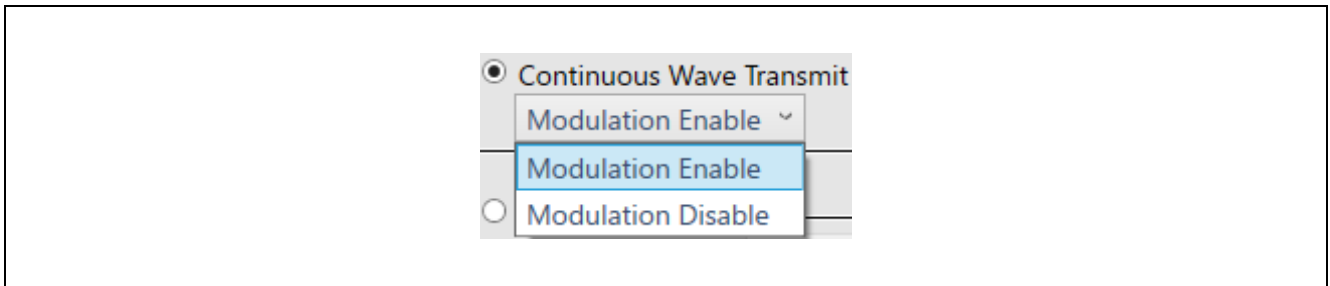 Continuous Wave Transmit
Modulation Enable
Modulation Enable
Modulation Disable